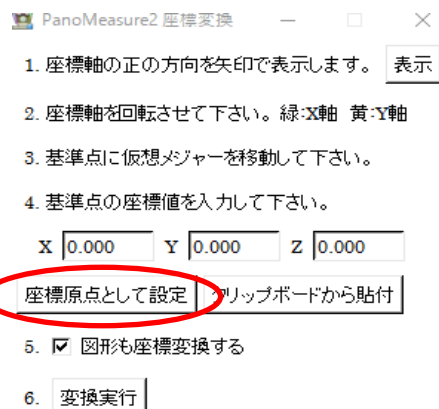 PanoMeasure2 座標変換
1. 座標軸の正の方向を矢印で表示します。 表示
2. 座標軸を回転させて下さい。緑:X軸 黄:Y軸
3. 基準点に仮想メジャーを移動して下さい。
4. 基準点の座標値を入力して下さい。
X 0.000 Y 0.000 Z 0.000
座標原点として設定 クリップボードから貼付
5. 図形も座標変換する
6. 変換実行